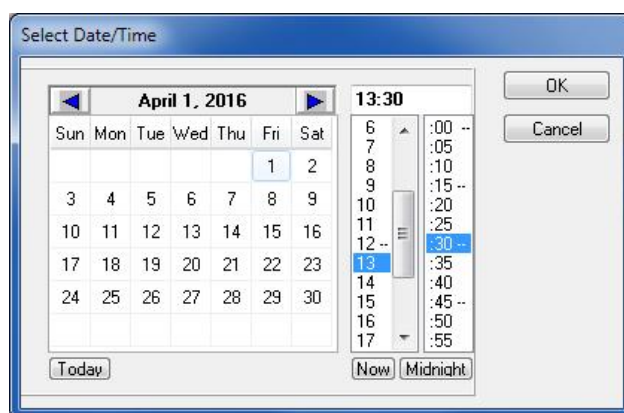 Select Date/Time
April 1, 2016
13:30
OK
Cancel
Sun Mon Tue Wed Thu Fri Sat
1 2
3 4 5 6 7 8 9
10 11 12 13 14 15 16
17 18 19 20 21 22 23
24 25 26 27 28 29 30
6
7
8
9
10
11
12 --
13
14
15
16
17
:00 --
:05
:10
:15 --
:20
:25
:30 --
:35
:40
:45 --
:50
:55
Today
Now
Midnight